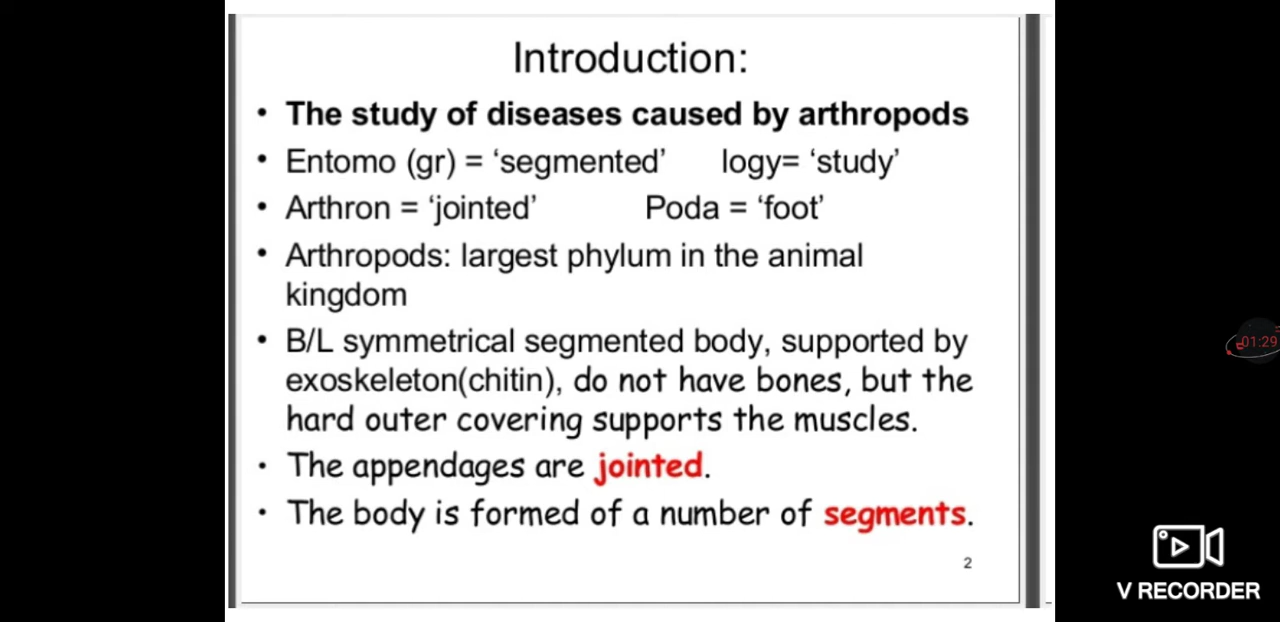 Introduction:
• The study of diseases caused by arthropods
• Entomo (gr) = ‘segmented’ logy= ‘study’
• Arthron = ‘jointed’ Poda = ‘foot’
• Arthropods: largest phylum in the animal
kingdom
• B/L symmetrical segmented body, supported by
exoskeleton(chitin), do not have bones, but the
hard outer covering supports the muscles.
• The appendages are jointed.
• The body is formed of a number of segments.
2
01:29
V RECORDER